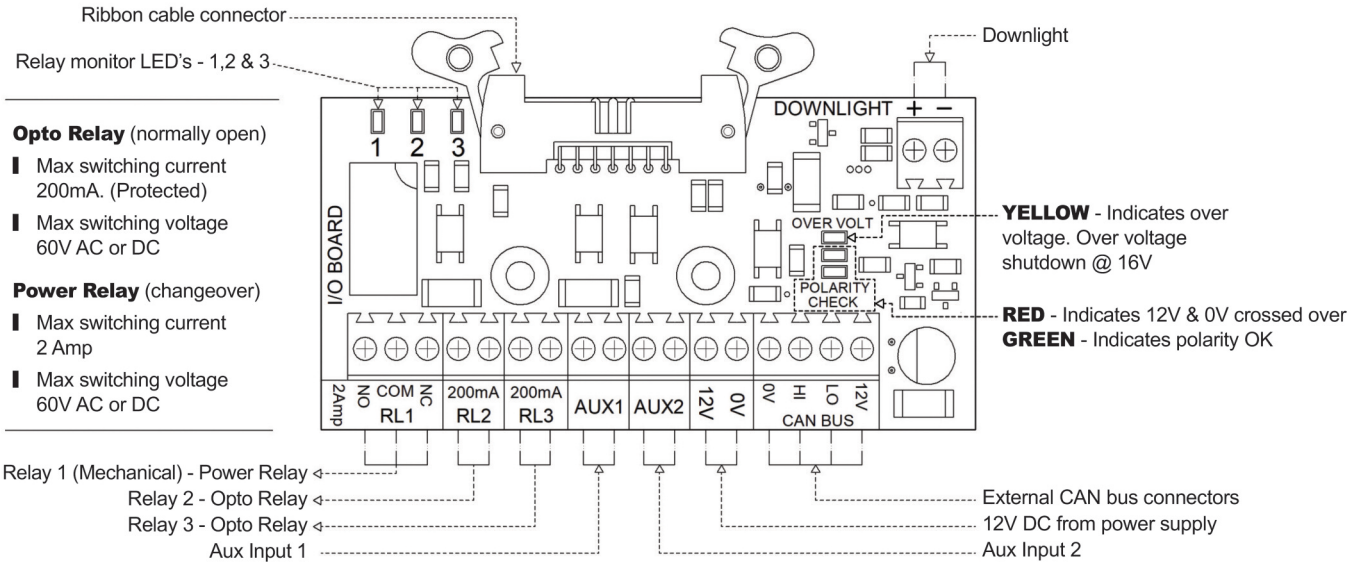 Ribbon cable connector
Relay monitor LED's - 1,2 & 3
Opto Relay (normally open)
Max switching current
200mA. (Protected)
Max switching voltage
60V AC or DC
Power Relay (changeover)
Max switching current
2 Amp
Max switching voltage
60V AC or DC
1 2 3
I/O BOARD
DOWNLIGHT + −
OVER VOLT
POLARITY
CHECK
Downlight
YELLOW - Indicates over
voltage. Over voltage
shutdown @ 16V
RED - Indicates 12V & 0V crossed over
GREEN - Indicates polarity OK
2Amp NO COM NC 200mA 200mA AUX1 AUX2 12V 0V 0V HI LO 12V
RL1 RL2 RL3 CAN BUS
Relay 1 (Mechanical) - Power Relay
Relay 2 - Opto Relay
Relay 3 - Opto Relay
Aux Input 1
External CAN bus connectors
12V DC from power supply
Aux Input 2